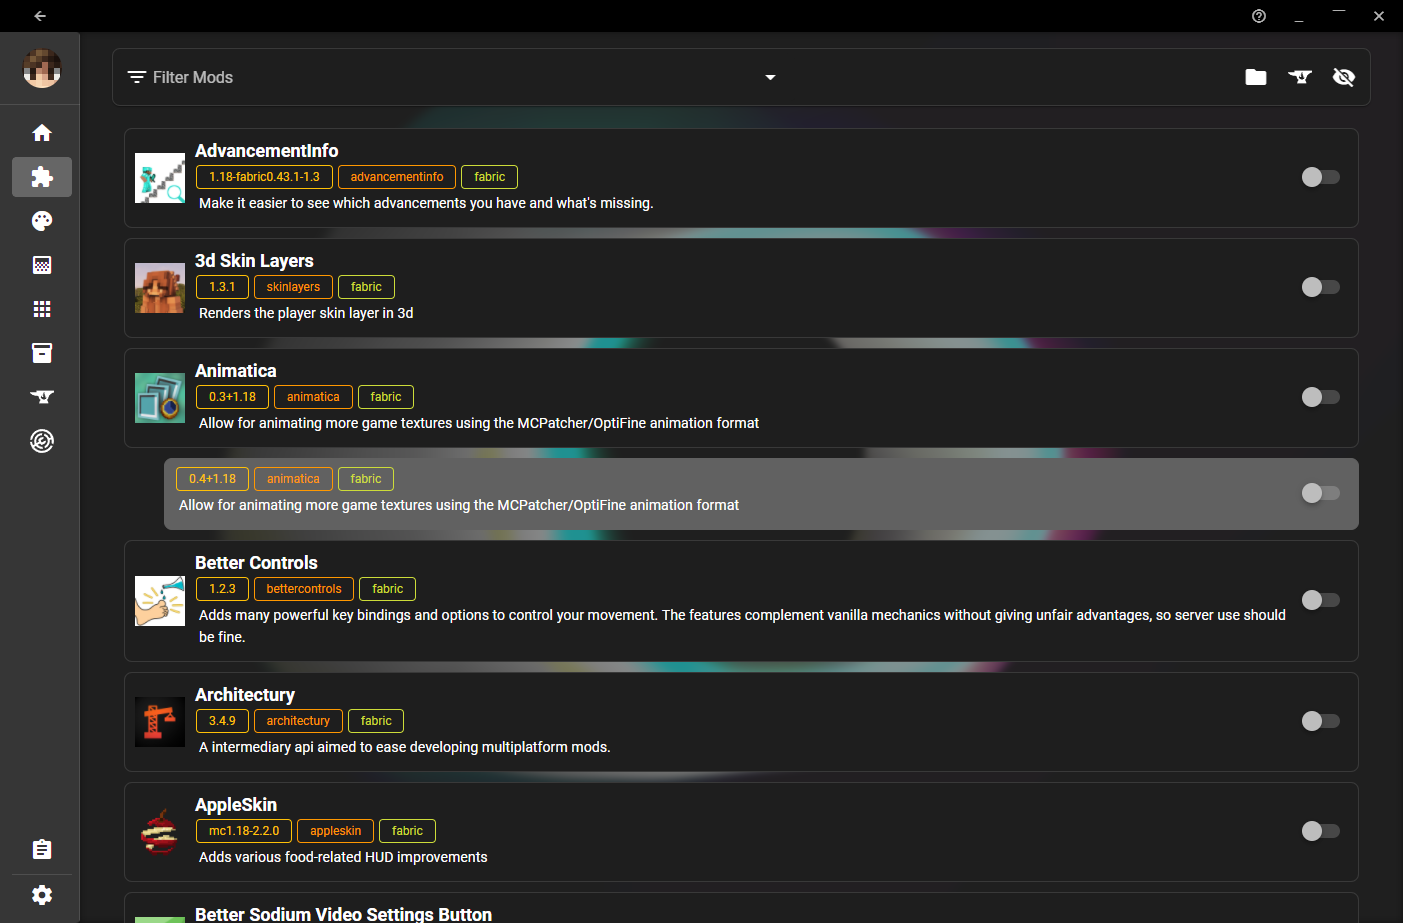 Filter Mods
AdvancementInfo
1.18-fabric0.43.1-1.3 advancementinfo fabric
Make it easier to see which advancements you have and what's missing.
3d Skin Layers
1.3.1 skinlayers fabric
Renders the player skin layer in 3d
Animatica
0.3+1.18 animatica fabric
Allow for animating more game textures using the MCPatcher/OptiFine animation format
0.4+1.18 animatica fabric
Allow for animating more game textures using the MCPatcher/OptiFine animation format
Better Controls
1.2.3 bettercontrols fabric
Adds many powerful key bindings and options to control your movement. The features complement vanilla mechanics without giving unfair advantages, so server use should
be fine.
Architectury
3.4.9 architectury fabric
A intermediary api aimed to ease developing multiplatform mods.
AppleSkin
mc1.18-2.2.0 appleskin fabric
Adds various food-related HUD improvements
Better Sodium Video Settings Button